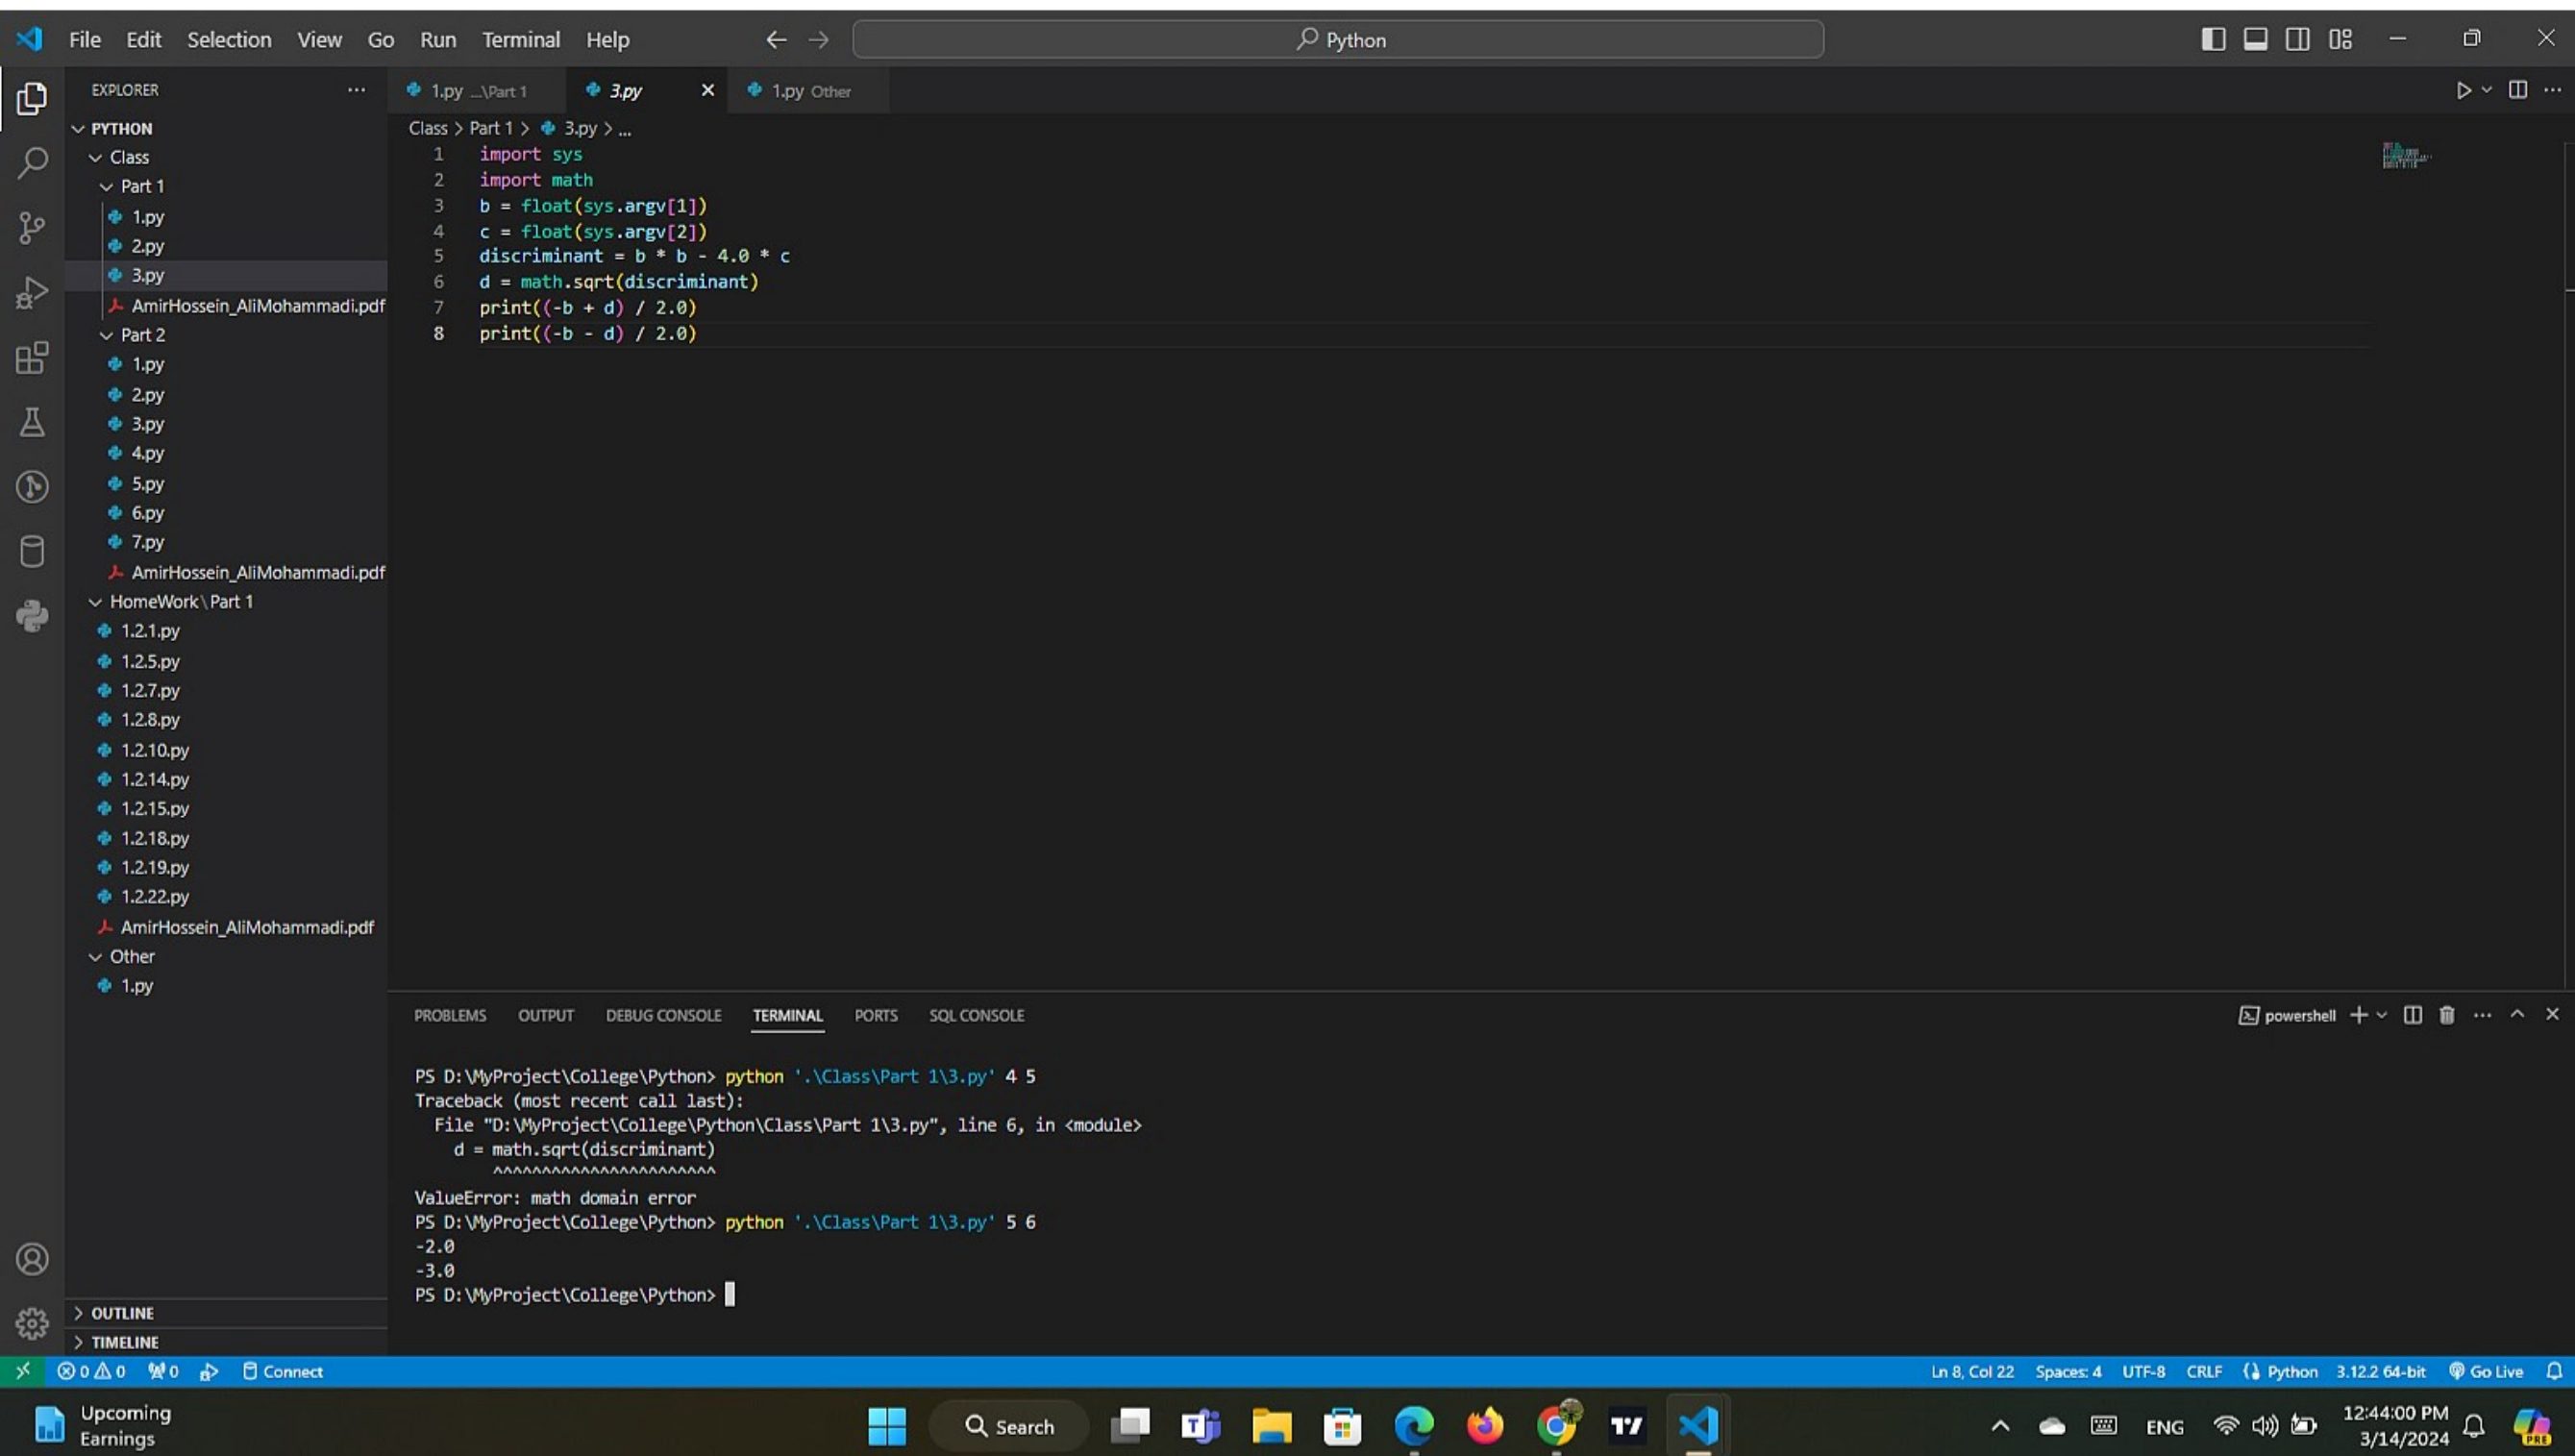 File Edit Selection View Go Run Terminal Help
Python
EXPLORER
1.py ...\Part 1
3.py
1.py Other
PYTHON
Class
Part 1
1.py
2.py
3.py
AmirHossein_AliMohammadi.pdf
Part 2
1.py
2.py
3.py
4.py
5.py
6.py
7.py
AmirHossein_AliMohammadi.pdf
HomeWork\Part 1
1.2.1.py
1.2.5.py
1.2.7.py
1.2.8.py
1.2.10.py
1.2.14.py
1.2.15.py
1.2.18.py
1.2.19.py
1.2.22.py
AmirHossein_AliMohammadi.pdf
Other
1.py
OUTLINE
TIMELINE
Class > Part 1 > 3.py > ...
1 import sys
2 import math
3 b = float(sys.argv[1])
4 c = float(sys.argv[2])
5 discriminant = b * b - 4.0 * c
6 d = math.sqrt(discriminant)
7 print((-b + d) / 2.0)
8 print((-b - d) / 2.0)
PROBLEMS OUTPUT DEBUG CONSOLE TERMINAL PORTS SQL CONSOLE
powershell
PS D:\MyProject\College\Python> python '.\Class\Part 1\3.py' 4 5
Traceback (most recent call last):
File "D:\MyProject\College\Python\Class\Part 1\3.py", line 6, in <module>
d = math.sqrt(discriminant)
^^^^^^^^^^^^^^^^^^^^^^^
ValueError: math domain error
PS D:\MyProject\College\Python> python '.\Class\Part 1\3.py' 5 6
-2.0
-3.0
PS D:\MyProject\College\Python>
0 0 0 Connect
Ln 8, Col 22 Spaces: 4 UTF-8 CRLF Python 3.12.2 64-bit Go Live
Upcoming
Earnings
Search
ENG
12:44:00 PM
3/14/2024
PRE